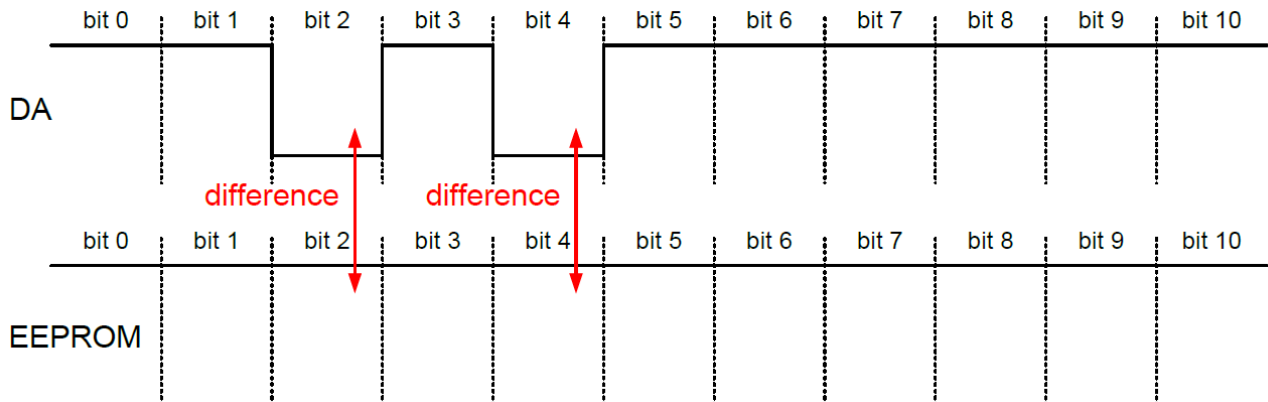 bit 0 bit 1 bit 2 bit 3 bit 4 bit 5 bit 6 bit 7 bit 8 bit 9 bit 10
DA
difference difference
bit 0 bit 1 bit 2 bit 3 bit 4 bit 5 bit 6 bit 7 bit 8 bit 9 bit 10
EEPROM